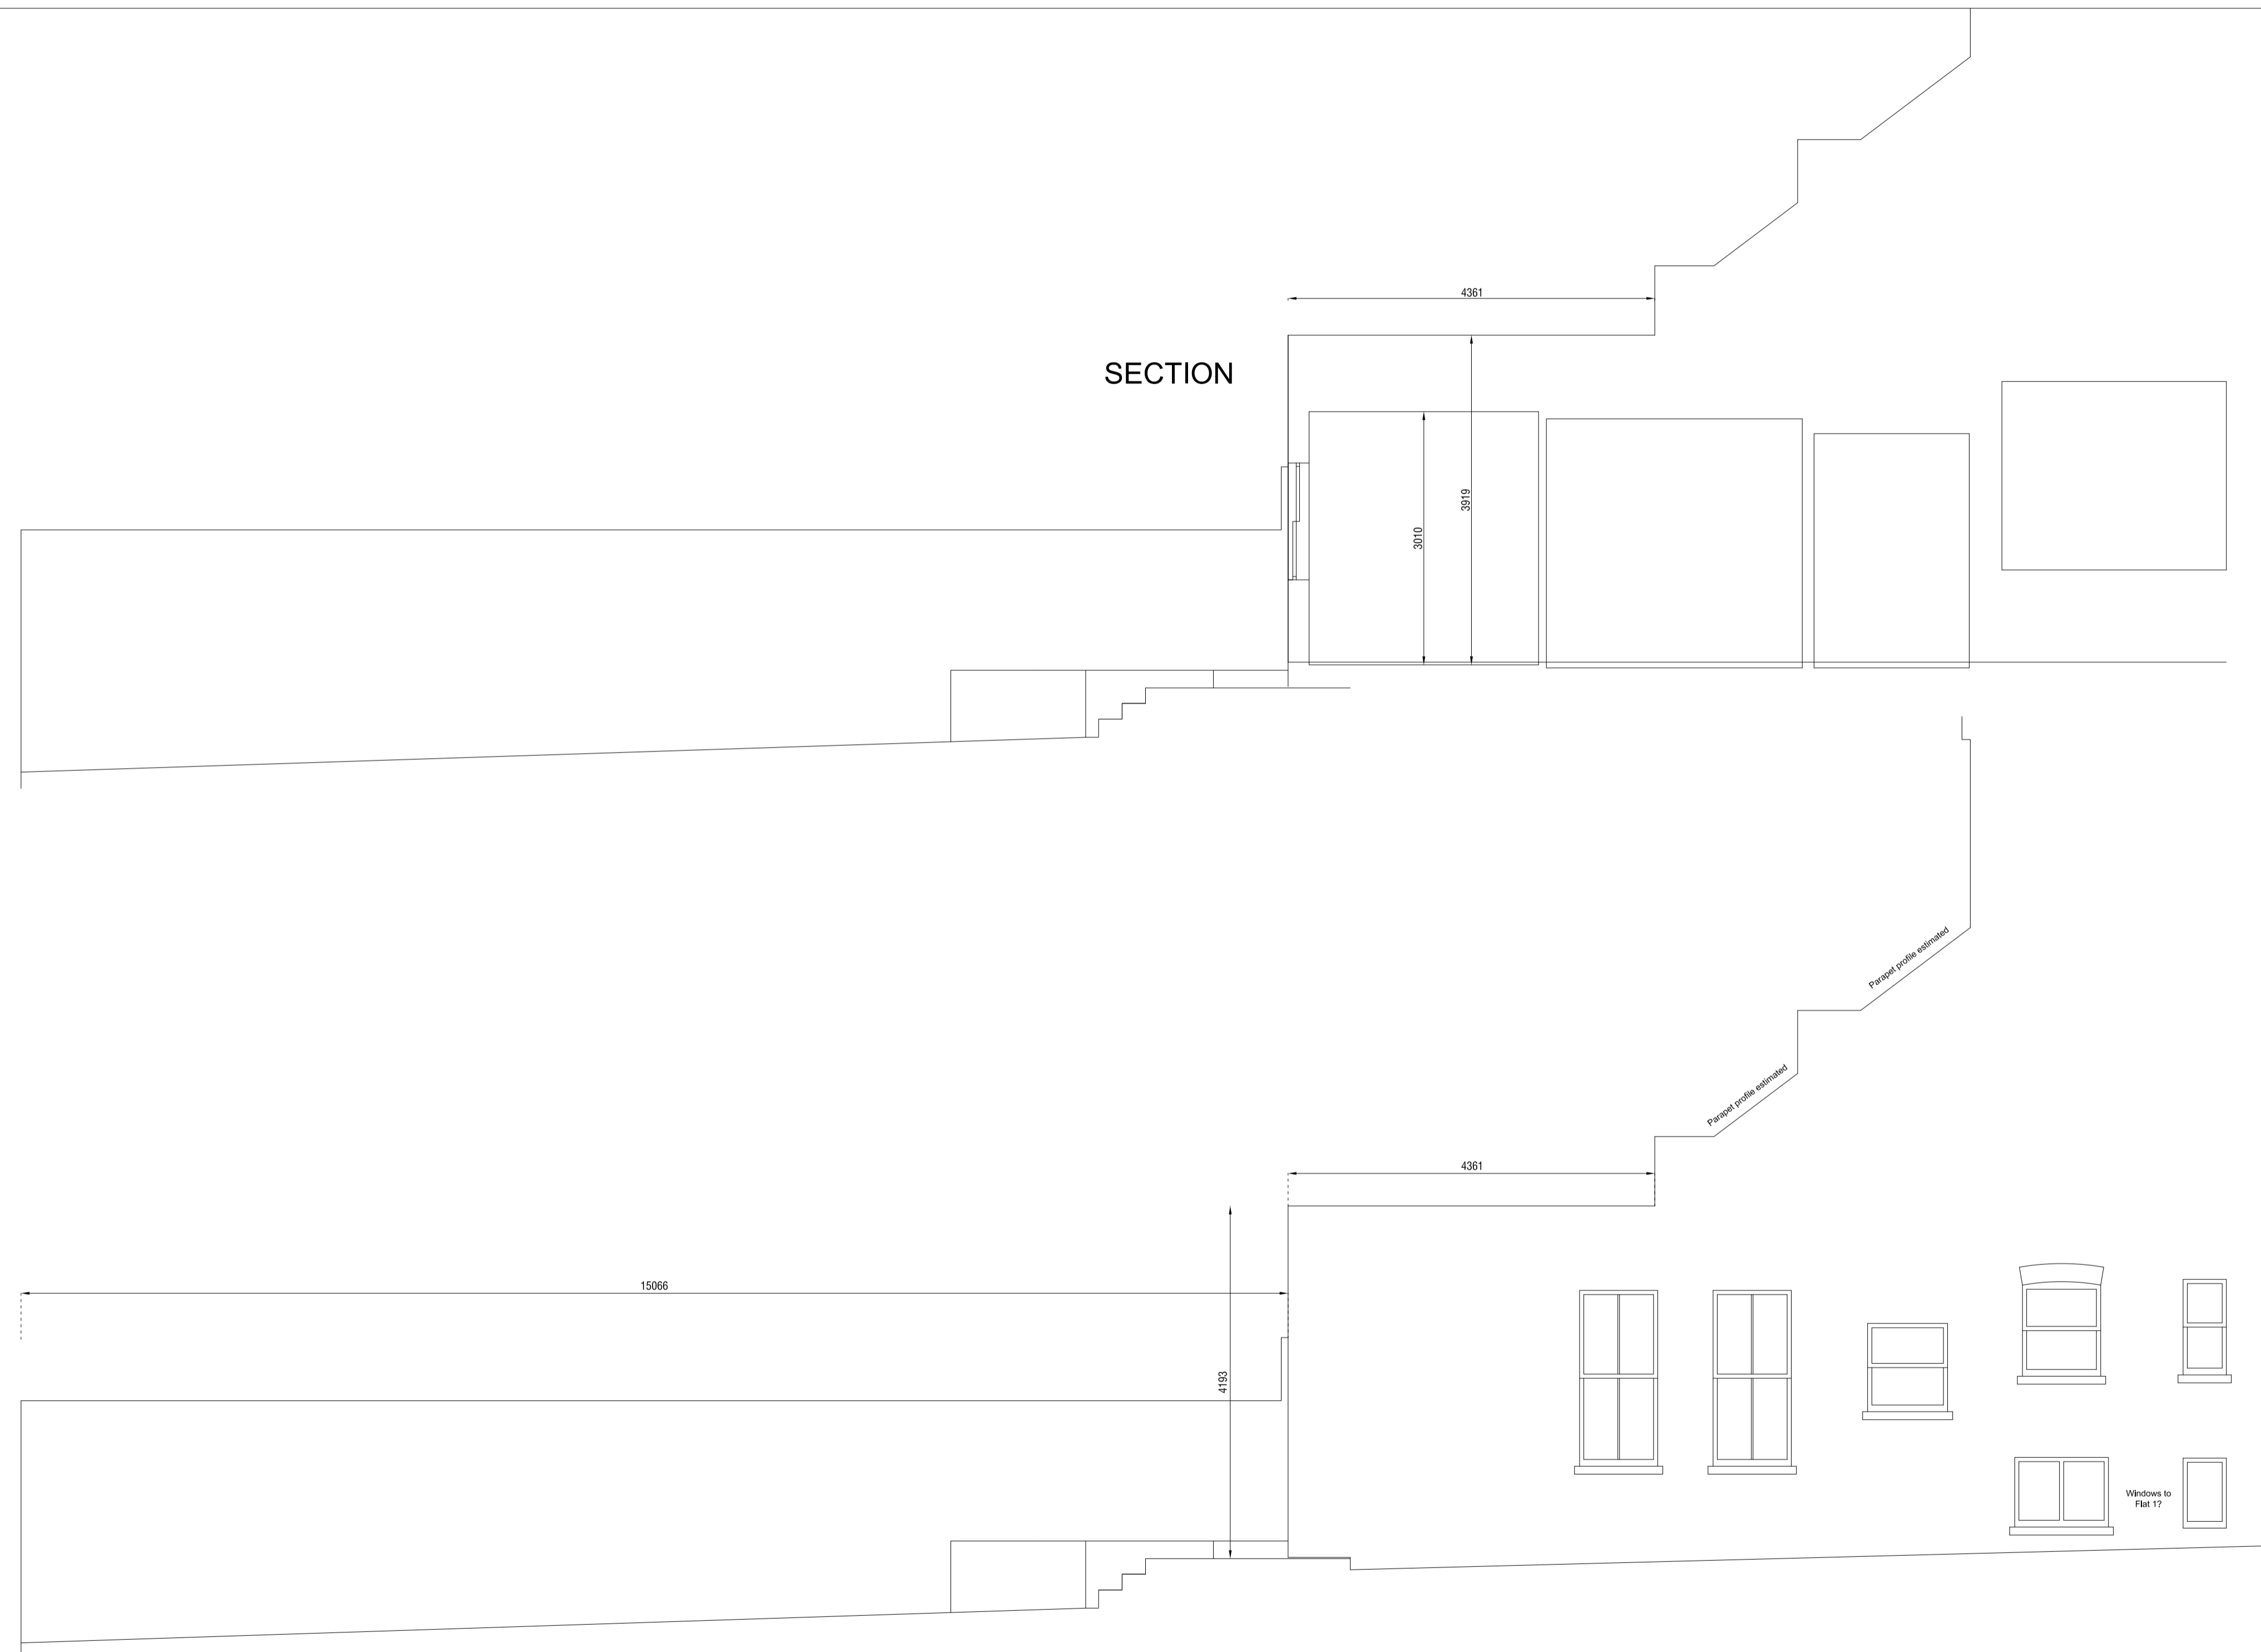 4361
SECTION
3919
3010
Parapet profile estimated
Parapet profile estimated
4361
15066
4193
Windows to
Flat 1?